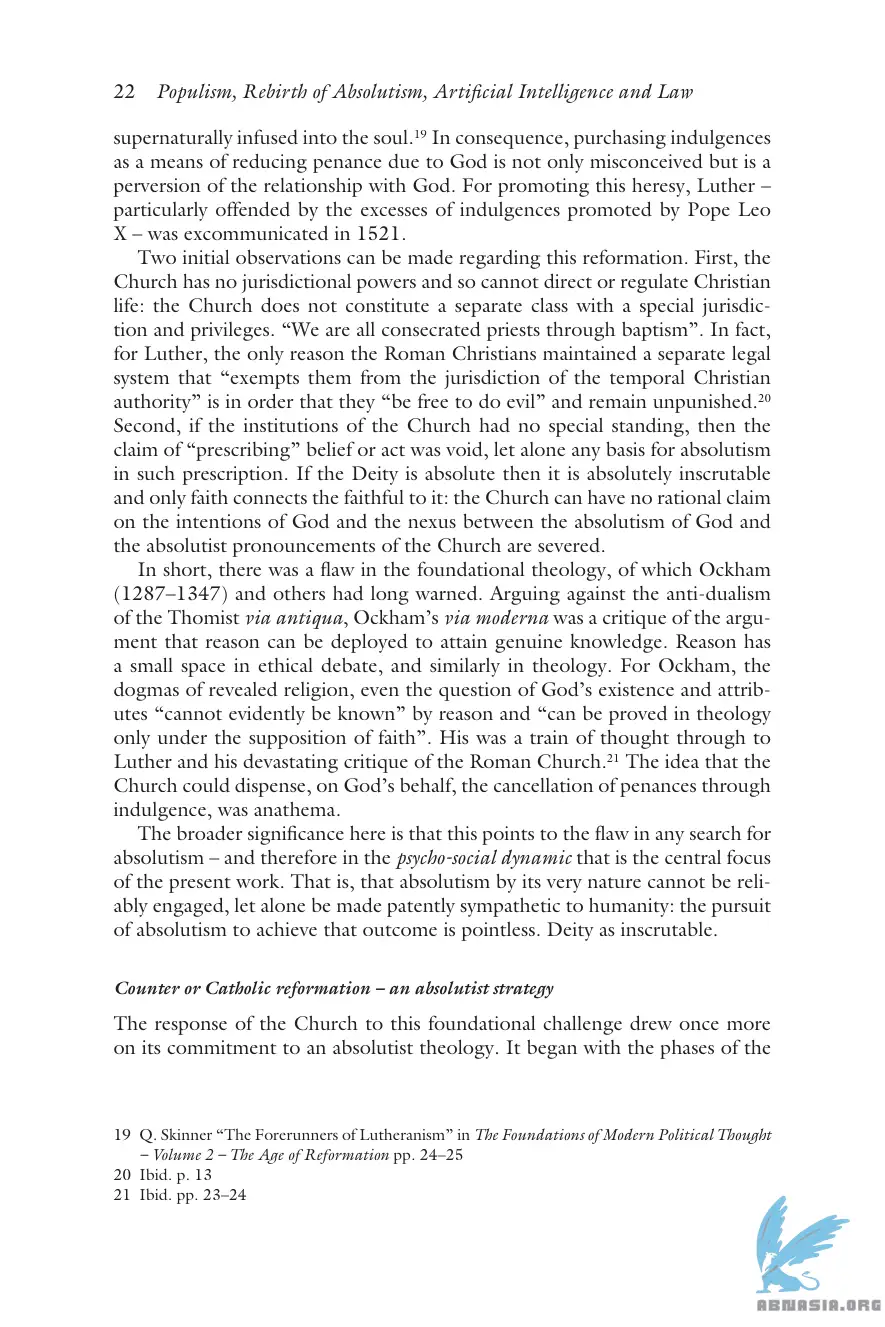 22 Populism, Rebirth of Absolutism, Artificial Intelligence and Law
supernaturally infused into the soul.19 In consequence, purchasing indulgences
as a means of reducing penance due to God is not only misconceived but is a
perversion of the relationship with God. For promoting this heresy, Luther –
particularly offended by the excesses of indulgences promoted by Pope Leo
X – was excommunicated in 1521.
Two initial observations can be made regarding this reformation. First, the
Church has no jurisdictional powers and so cannot direct or regulate Christian
life: the Church does not constitute a separate class with a special jurisdic-
tion and privileges. “We are all consecrated priests through baptism”. In fact,
for Luther, the only reason the Roman Christians maintained a separate legal
system that “exempts them from the jurisdiction of the temporal Christian
authority” is in order that they “be free to do evil” and remain unpunished.20
Second, if the institutions of the Church had no special standing, then the
claim of “prescribing” belief or act was void, let alone any basis for absolutism
in such prescription. If the Deity is absolute then it is absolutely inscrutable
and only faith connects the faithful to it: the Church can have no rational claim
on the intentions of God and the nexus between the absolutism of God and
the absolutist pronouncements of the Church are severed.
In short, there was a flaw in the foundational theology, of which Ockham
(1287–1347) and others had long warned. Arguing against the anti-dualism
of the Thomist via antiqua, Ockham’s via moderna was a critique of the argu-
ment that reason can be deployed to attain genuine knowledge. Reason has
a small space in ethical debate, and similarly in theology. For Ockham, the
dogmas of revealed religion, even the question of God’s existence and attrib-
utes “cannot evidently be known” by reason and “can be proved in theology
only under the supposition of faith”. His was a train of thought through to
Luther and his devastating critique of the Roman Church.21 The idea that the
Church could dispense, on God’s behalf, the cancellation of penances through
indulgence, was anathema.
The broader significance here is that this points to the flaw in any search for
absolutism – and therefore in the psycho-social dynamic that is the central focus
of the present work. That is, that absolutism by its very nature cannot be reli-
ably engaged, let alone be made patently sympathetic to humanity: the pursuit
of absolutism to achieve that outcome is pointless. Deity as inscrutable.
Counter or Catholic reformation – an absolutist strategy
The response of the Church to this foundational challenge drew once more
on its commitment to an absolutist theology. It began with the phases of the
19 Q. Skinner “The Forerunners of Lutheranism” in The Foundations of Modern Political Thought
– Volume 2 – The Age of Reformation pp. 24–25
20 Ibid. p. 13
21 Ibid. pp. 23–24
ABNASIA.ORG